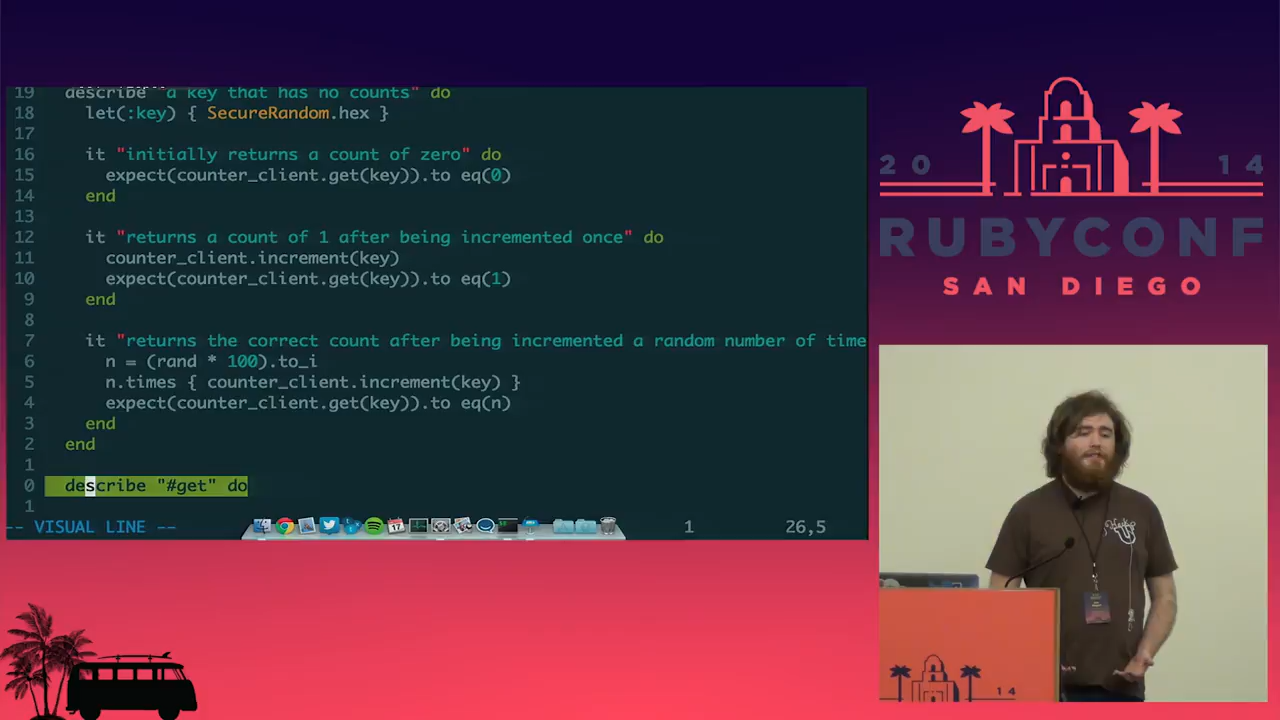 19 describe "a key that has no counts" do
18 let(:key) { SecureRandom.hex }
17
16 it "initially returns a count of zero" do
15 expect(counter_client.get(key)).to eq(0)
14 end
13
12 it "returns a count of 1 after being incremented once" do
11 counter_client.increment(key)
10 expect(counter_client.get(key)).to eq(1)
9 end
8
7 it "returns the correct count after being incremented a random number of time
6 n = (rand * 100).to_i
5 n.times { counter_client.increment(key) }
4 expect(counter_client.get(key)).to eq(n)
3 end
2 end
1
0 describe "#get" do
1
-- VISUAL LINE --
1 26,5
20 14
RUBYCONF
SAN DIEGO
14